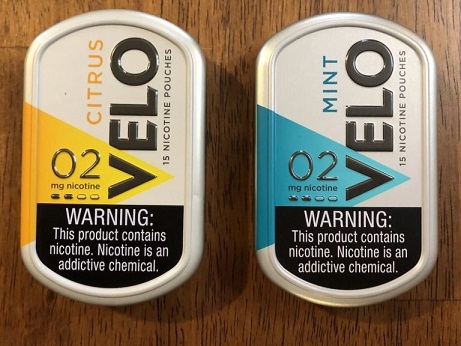 CITRUS
VELO
15 NICOTINE POUCHES
02
mg nicotine
WARNING:
This product contains
nicotine. Nicotine is an
addictive chemical.
MINT
VELO
15 NICOTINE POUCHES
02
mg nicotine
WARNING:
This product contains
nicotine. Nicotine is an
addictive chemical.